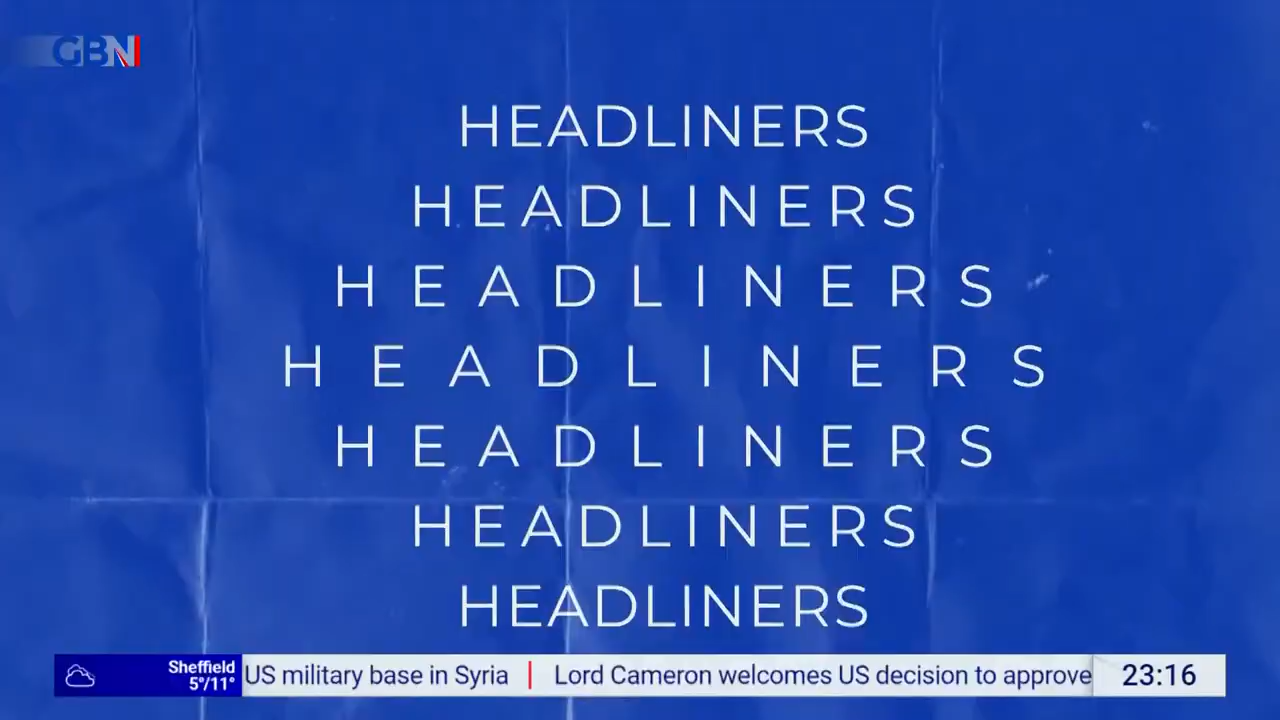 GBN
HEADLINERS
HEADLINERS
HEADLINERS
HEADLINERS
HEADLINERS
HEADLINERS
HEADLINERS
Sheffield
5°/11°
US military base in Syria | Lord Cameron welcomes US decision to approve
23:16